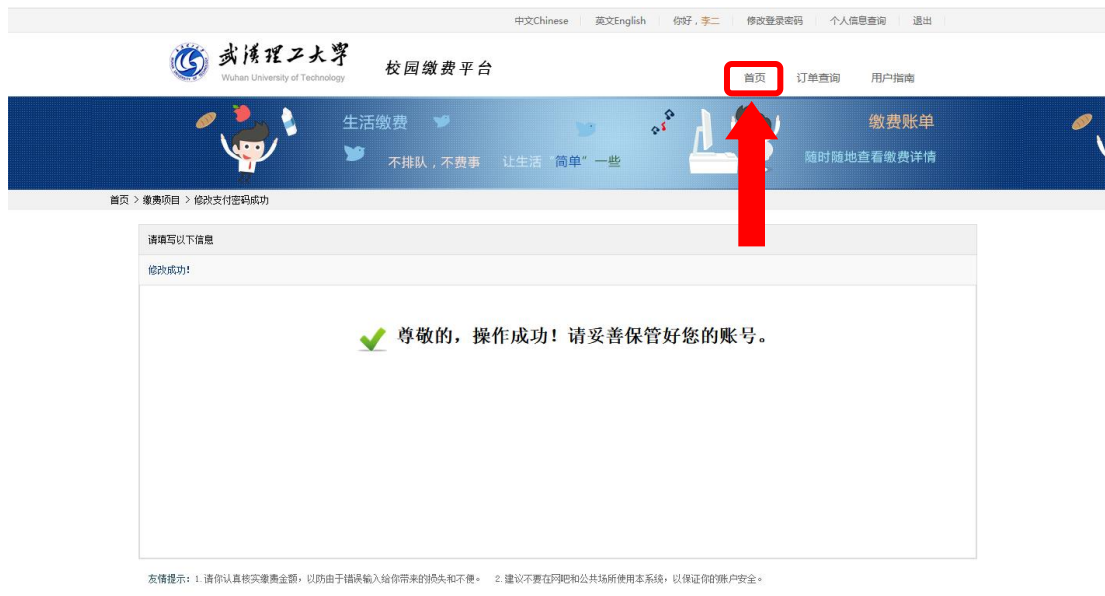 中文Chinese 英文English 你好，李二 修改登录密码 个人信息查询 退出
武汉理工大学
Wuhan University of Technology
校园缴费平台
首页 订单查询 用户指南
生活缴费
不排队，不费事 让生活“简单”一些
缴费账单
随时随地查看缴费详情
首页 > 缴费项目 > 修改支付密码成功
请填写以下信息
修改成功！
尊敬的，操作成功！请妥善保管好您的账号。
友情提示：1.请你认真核实缴费金额，以防由于错误输入给你带来的损失和不便。 2.建议不要在网吧和公共场所使用本系统，以保证你的账户安全。